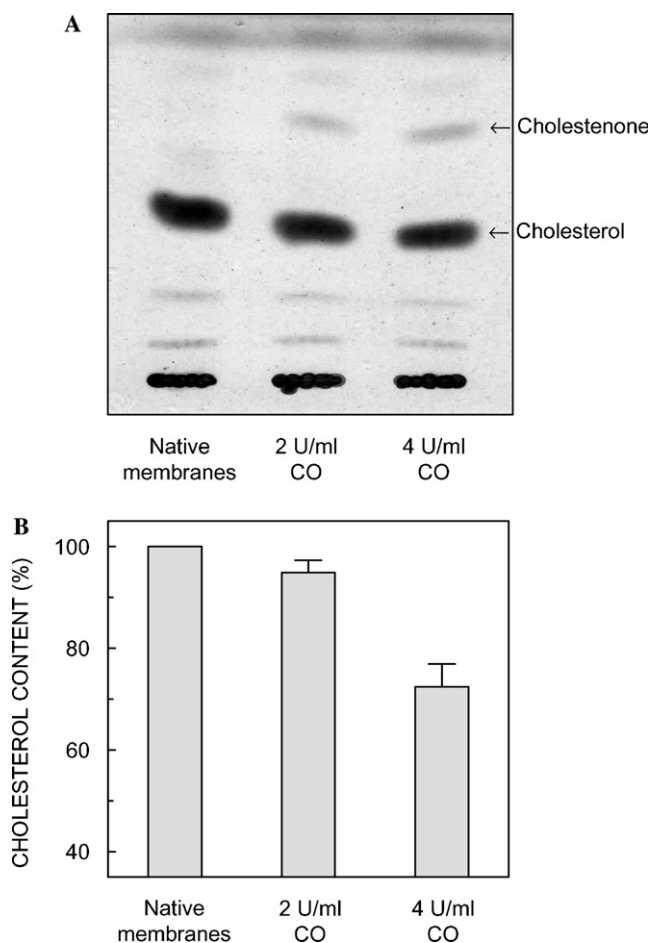 A
← Cholestenone
← Cholesterol
Native membranes
2 U/ml CO
4 U/ml CO
B
CHOLESTEROL CONTENT (%)
100
80
60
40
Native membranes
2 U/ml CO
4 U/ml CO